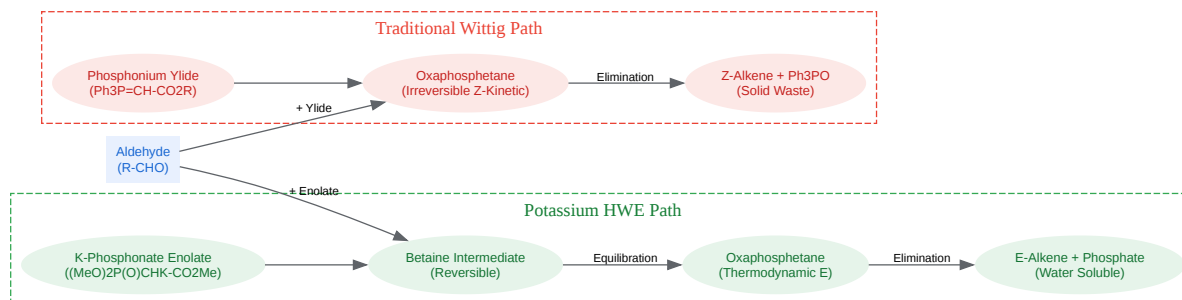 Traditional Wittig Path
Phosphonium Ylide
(Ph3P=CH-CO2R)
Oxaphosphetane
(Irreversible Z-Kinetic)
Elimination
Z-Alkene + Ph3PO
(Solid Waste)
+ Ylide
Aldehyde
(R-CHO)
+ Enolate
Potassium HWE Path
K-Phosphonate Enolate
((MeO)2P(O)CHK-CO2Me)
Betaine Intermediate
(Reversible)
Equilibration
Oxaphosphetane
(Thermodynamic E)
Elimination
E-Alkene + Phosphate
(Water Soluble)